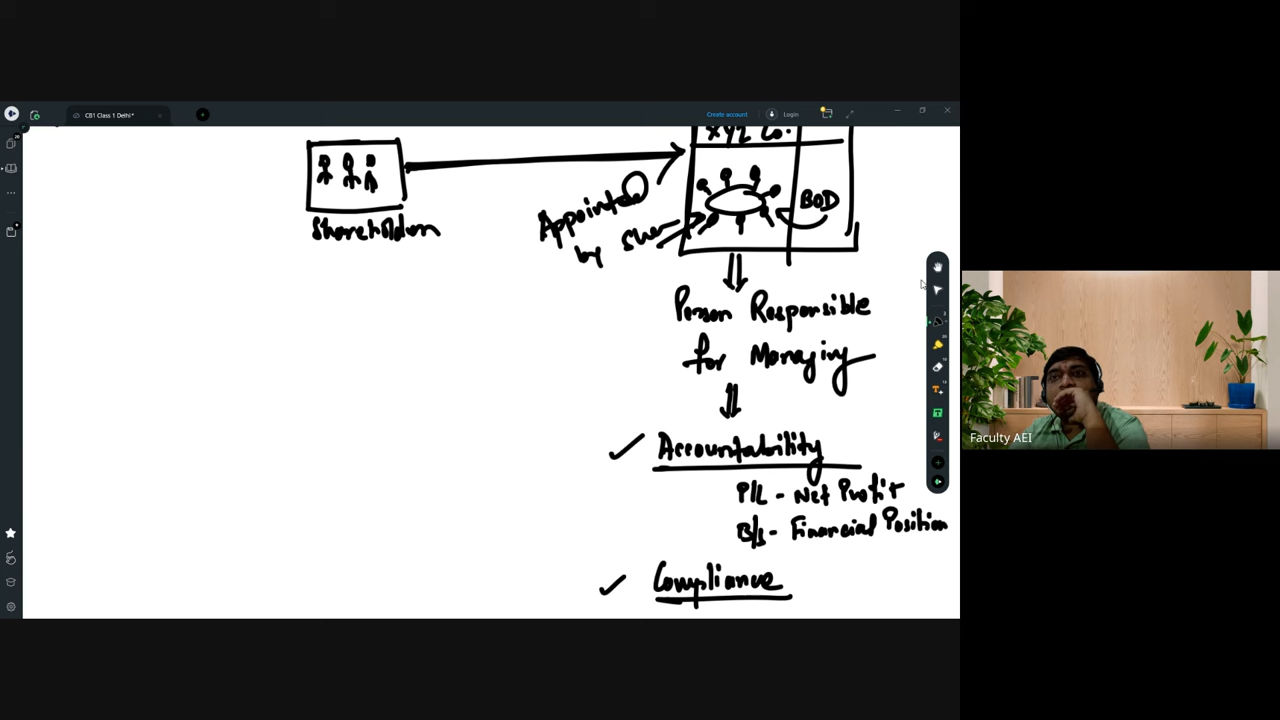 CB1 Class 1 Delhi*
Create account
Login
XYZ Co.
BOD
Appointed
by Shar
Shareholders
Person Responsible
for Managing
Accountability
P/L - Net Profit
B/S - Financial Position
Compliance
Faculty AEI